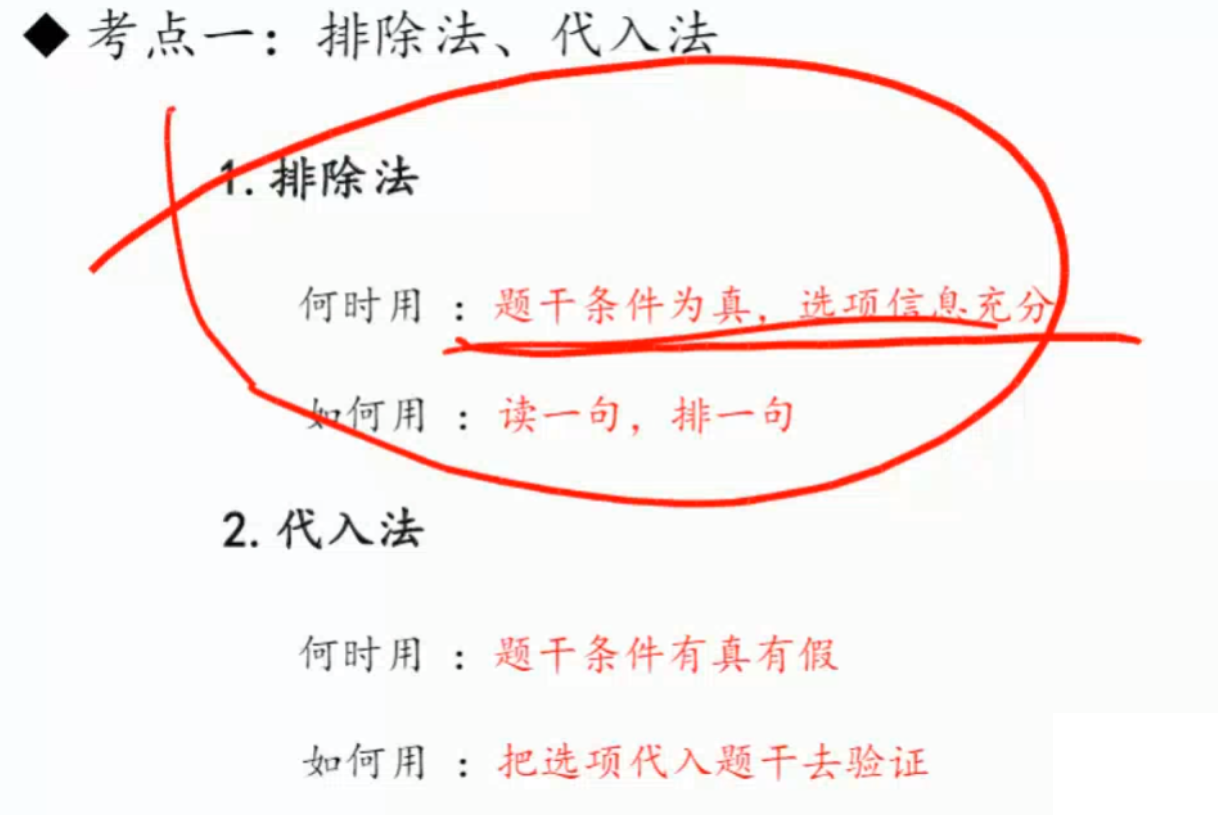 ◆ 考点一：排除法、代入法
1. 排除法
何时用 ：题干条件为真，选项信息充分
如何用 ：读一句，排一句
2. 代入法
何时用 ：题干条件有真有假
如何用 ：把选项代入题干去验证